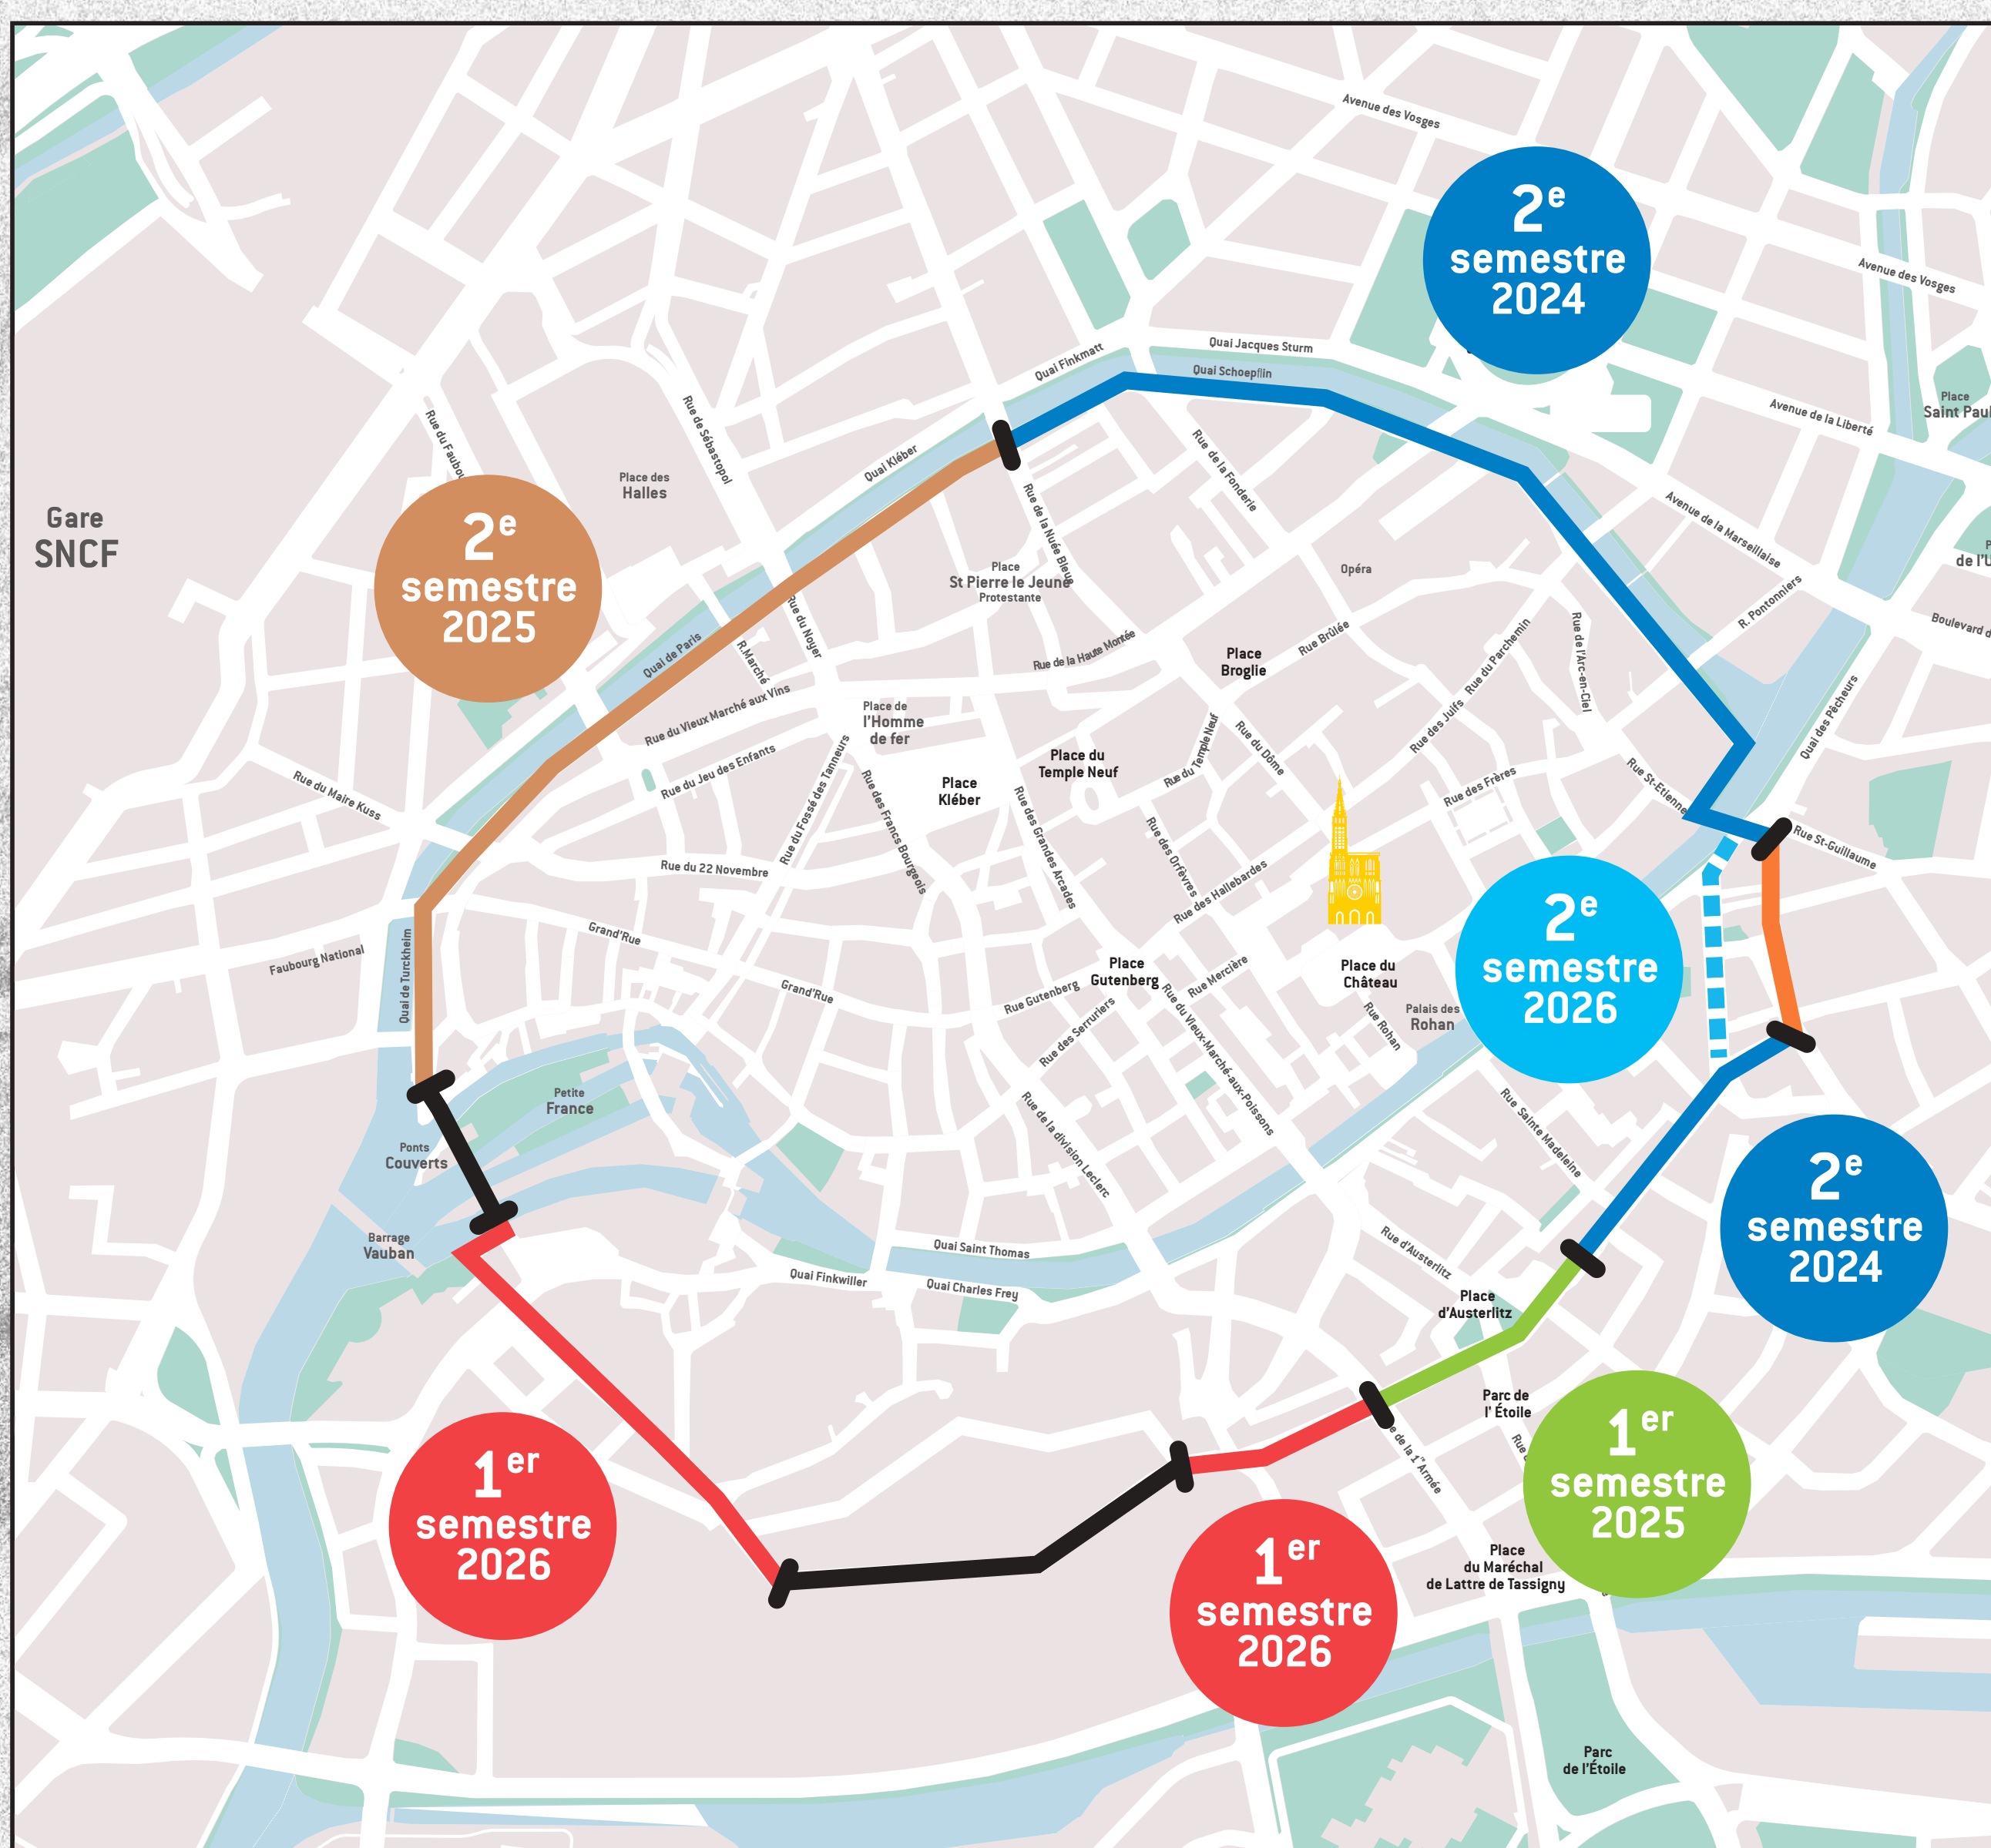 Avenue des Vosges
2e
semestre
2024
Avenue des Vosges
Quai Jacques Sturm
Quai Finkmatt
Quai Schoepflin
Place
Saint Paul
Avenue de la Liberté
Rue de Sébastopol
Rue de la Fonderie
Quai Kléber
Place des
Halles
Gare
SNCF
2e
semestre
2025
Rue de la Nuée Bleue
Avenue de la Marseillaise
de l'U
Place
St Pierre le Jeune
Protestante
Opéra
R. Pontonniers
Boulevard d
Rue du Noyer
Quai de Paris
R.Marché
Rue de la Haute Montée
Rue Brûlée
Rue du Parchemin
Rue de l'Arc-en-Ciel
Place
Broglie
Rue du Vieux Marché aux Vins
Place de
l'Homme
de fer
Rue du Temple Neuf
Rue du Dôme
Rue des Juifs
Quai des Pêcheurs
Rue du Jeu des Enfants
Rue du Fossé des Tanneurs
Rue des Francs Bourgeois
Place
Kléber
Place du
Temple Neuf
Rue des Grandes Arcades
Rue des Frères
Rue St-Etienne
Rue du Maire Kuss
Rue St-Guillaume
Rue des Orfèvres
Rue des Hallebardes
Rue du 22 Novembre
2e
semestre
2026
Grand'Rue
Faubourg National
Quai de Turckheim
Grand'Rue
Rue Gutenberg
Place
Gutenberg
Rue Mercière
Place du
Château
Palais des
Rohan
Rue Rohan
Rue des Serruriers
Rue du Vieux-Marché-aux-Poissons
Petite
France
Rue de la division Leclerc
Rue Sainte Madeleine
Ponts
Couverts
2e
semestre
2024
Barrage
Vauban
Quai Saint Thomas
Quai Finkwiller
Quai Charles Frey
Rue d'Austerlitz
Place
d'Austerlitz
Parc de
l' Étoile
1er
semestre
2025
1er
semestre
2026
1er
semestre
2026
Place
du Maréchal
de Lattre de Tassigny
Parc
de l'Étoile